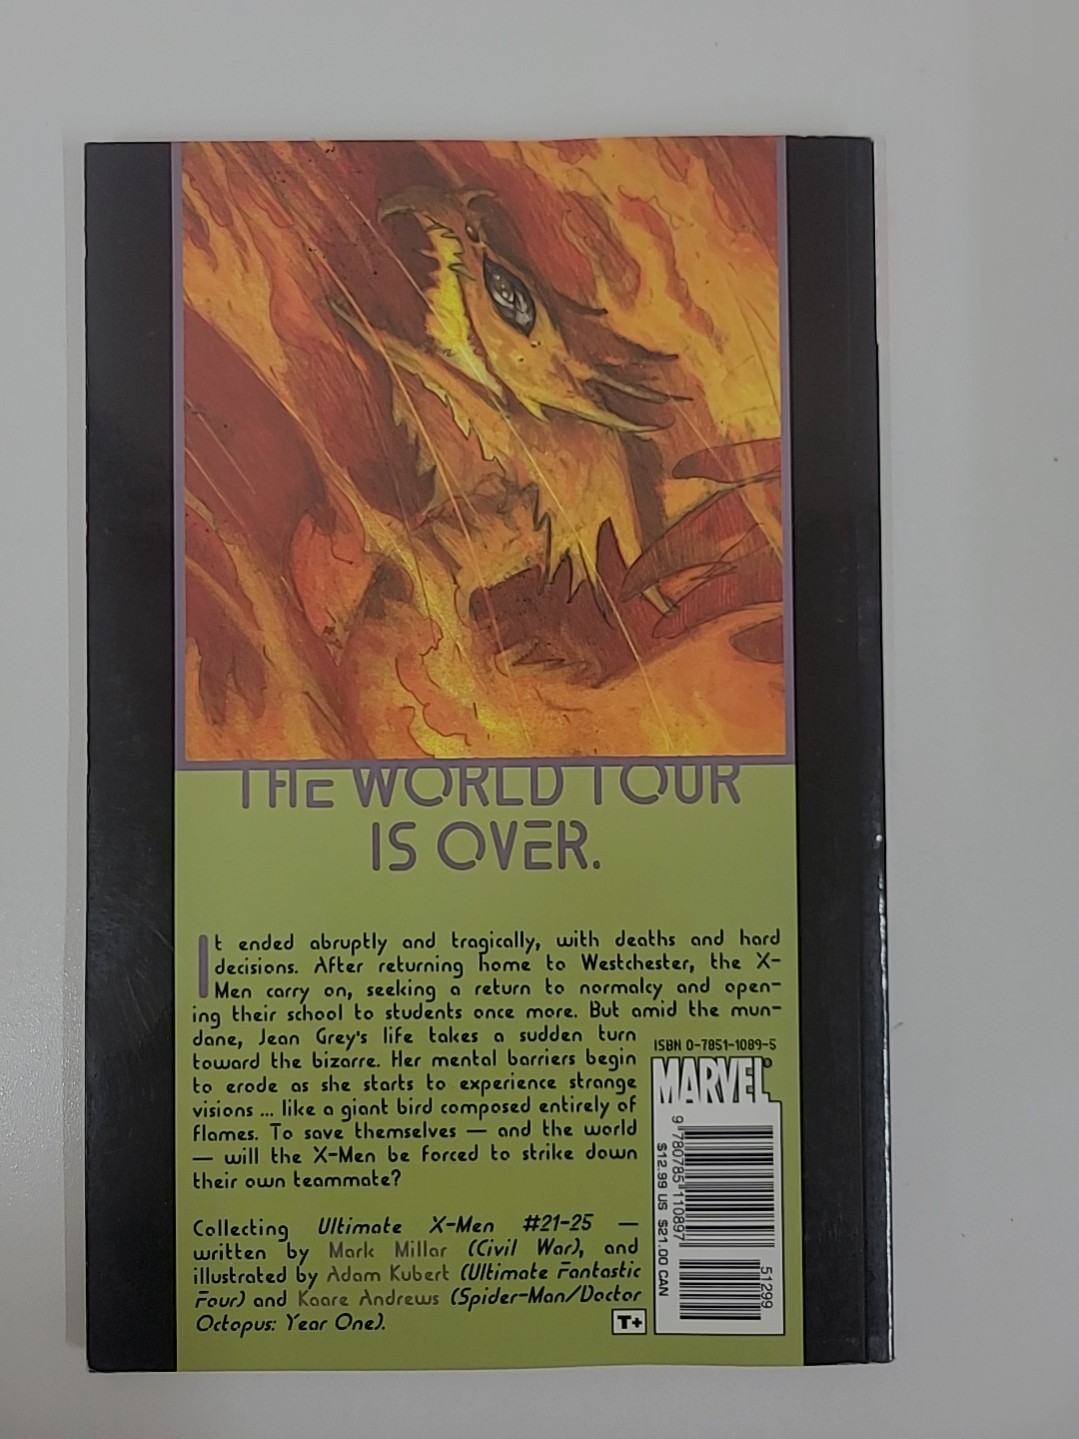 THE WORLD TOUR
IS OVER.
It ended abruptly and tragically, with deaths and hard
decisions. After returning home to Westchester, the X-
Men carry on, seeking a return to normalcy and open-
ing their school to students once more. But amid the mun-
dane, Jean Grey's life takes a sudden turn
toward the bizarre. Her mental barriers begin
to erode as she starts to experience strange
visions ... like a giant bird composed entirely of
flames. To save themselves — and the world
— will the X-Men be forced to strike down
their own teammate?
Collecting Ultimate X-Men #21-25 —
written by Mark Millar (Civil War), and
illustrated by Adam Kubert (Ultimate Fantastic
Four) and Kaare Andrews (Spider-Man/Doctor
Octopus: Year One).
T+
ISBN 0-7851-1089-5
MARVEL®
9 780785 110897
51299
$12.99 US $21.00 CAN